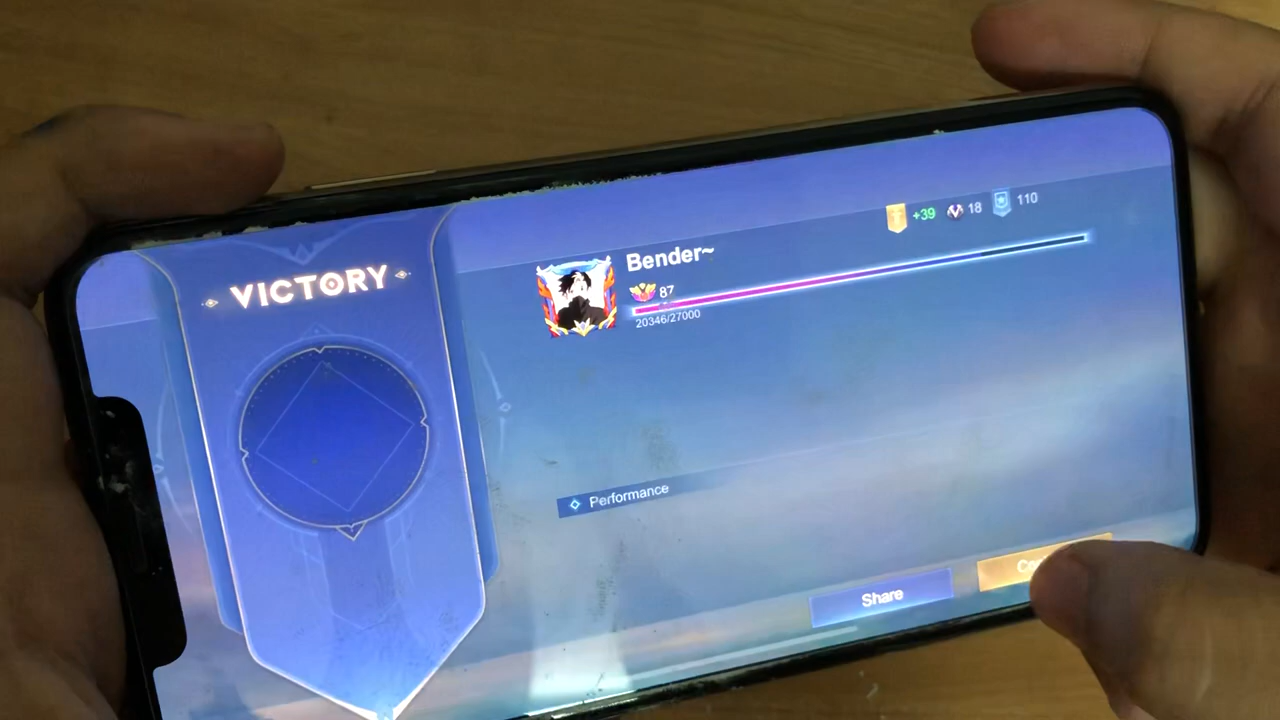 VICTORY
+39 18 110
Bender~
87
20346/27000
Performance
Share